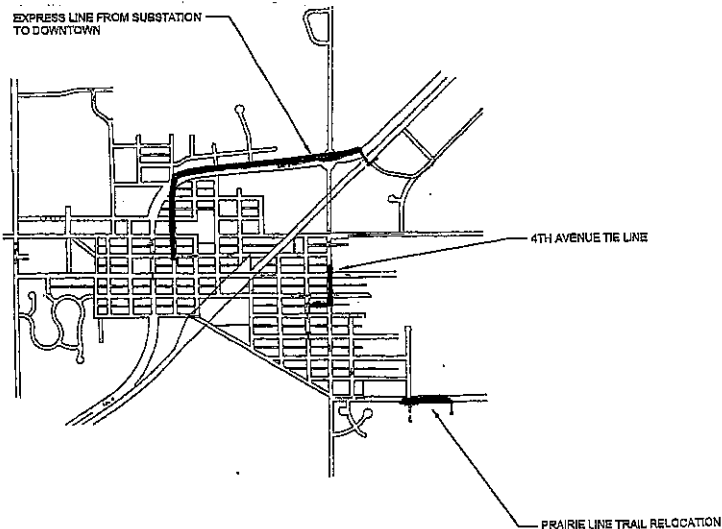 EXPRESS LINE FROM SUBSTATION
TO DOWNTOWN
4TH AVENUE TIE LINE
PRAIRIE LINE TRAIL RELOCATION